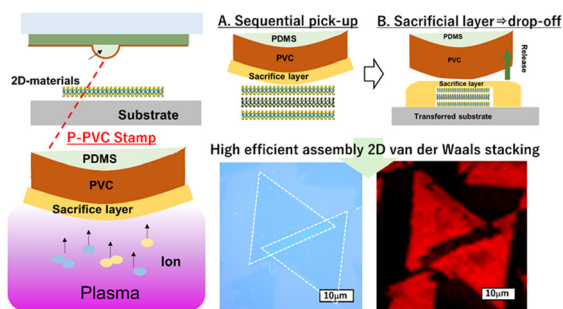 A. Sequential pick-up
B. Sacrificial layer⇒drop-off
PDMS
PVC
Sacrifice layer
PDMS
PVC
Release
Sacrifice layer
Transferred substrate
2D-materials
Substrate
P-PVC Stamp
PDMS
PVC
Sacrifice layer
Ion
Plasma
High efficient assembly 2D van der Waals stacking
10μm
10μm